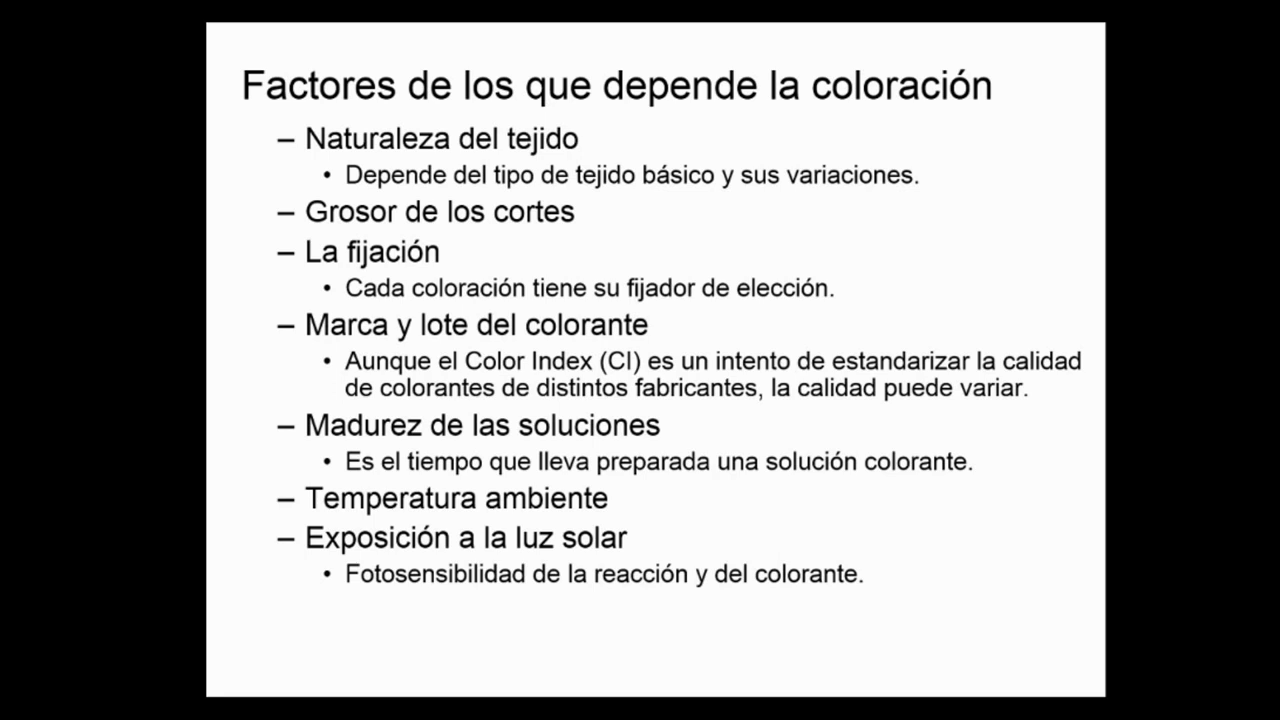 Factores de los que depende la coloración
– Naturaleza del tejido
• Depende del tipo de tejido básico y sus variaciones.
– Grosor de los cortes
– La fijación
• Cada coloración tiene su fijador de elección.
– Marca y lote del colorante
• Aunque el Color Index (CI) es un intento de estandarizar la calidad
de colorantes de distintos fabricantes, la calidad puede variar.
– Madurez de las soluciones
• Es el tiempo que lleva preparada una solución colorante.
– Temperatura ambiente
– Exposición a la luz solar
• Fotosensibilidad de la reacción y del colorante.